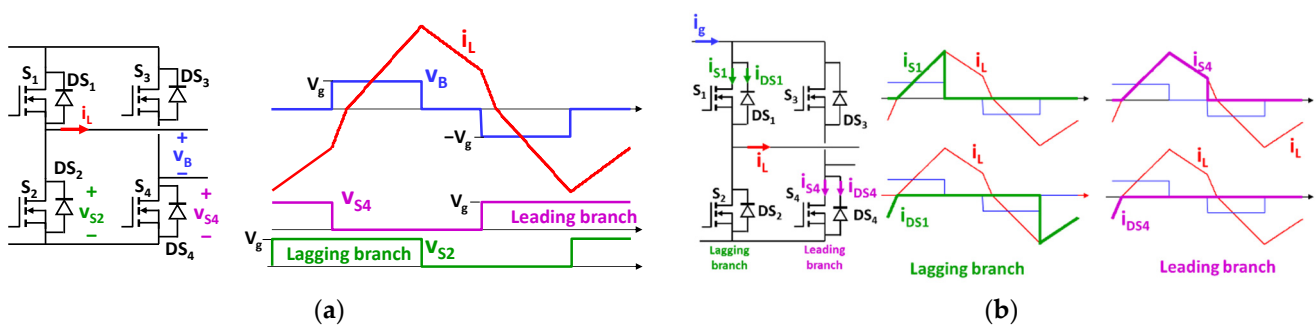 S1
DS1
S3
DS3
iL
+
vB
−
S2
DS2
+
vS2
−
S4
+
vS4
−
DS4
iL
Vg
vB
−Vg
vS4
Vg
Leading branch
Vg
Lagging branch
vS2
(a)
ig
iS1
iDS1
S1
DS1
S3
DS3
iL
S2
DS2
iS4
iDS4
S4
DS4
Lagging
branch
Leading
branch
iS1
iL
iS4
iL
iL
iDS1
iL
iDS4
Lagging branch
Leading branch
(b)